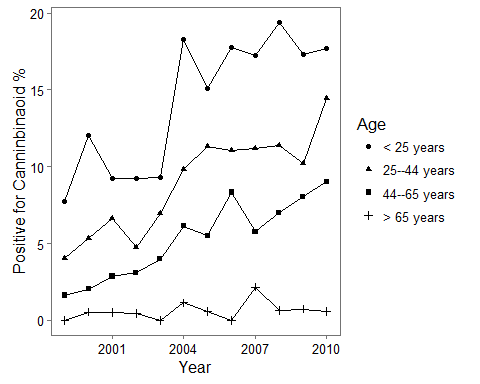 20
15
10
5
0
Positive for Canninbinaoid %
2001
2004
2007
2010
Year
Age
< 25 years
25--44 years
44--65 years
> 65 years